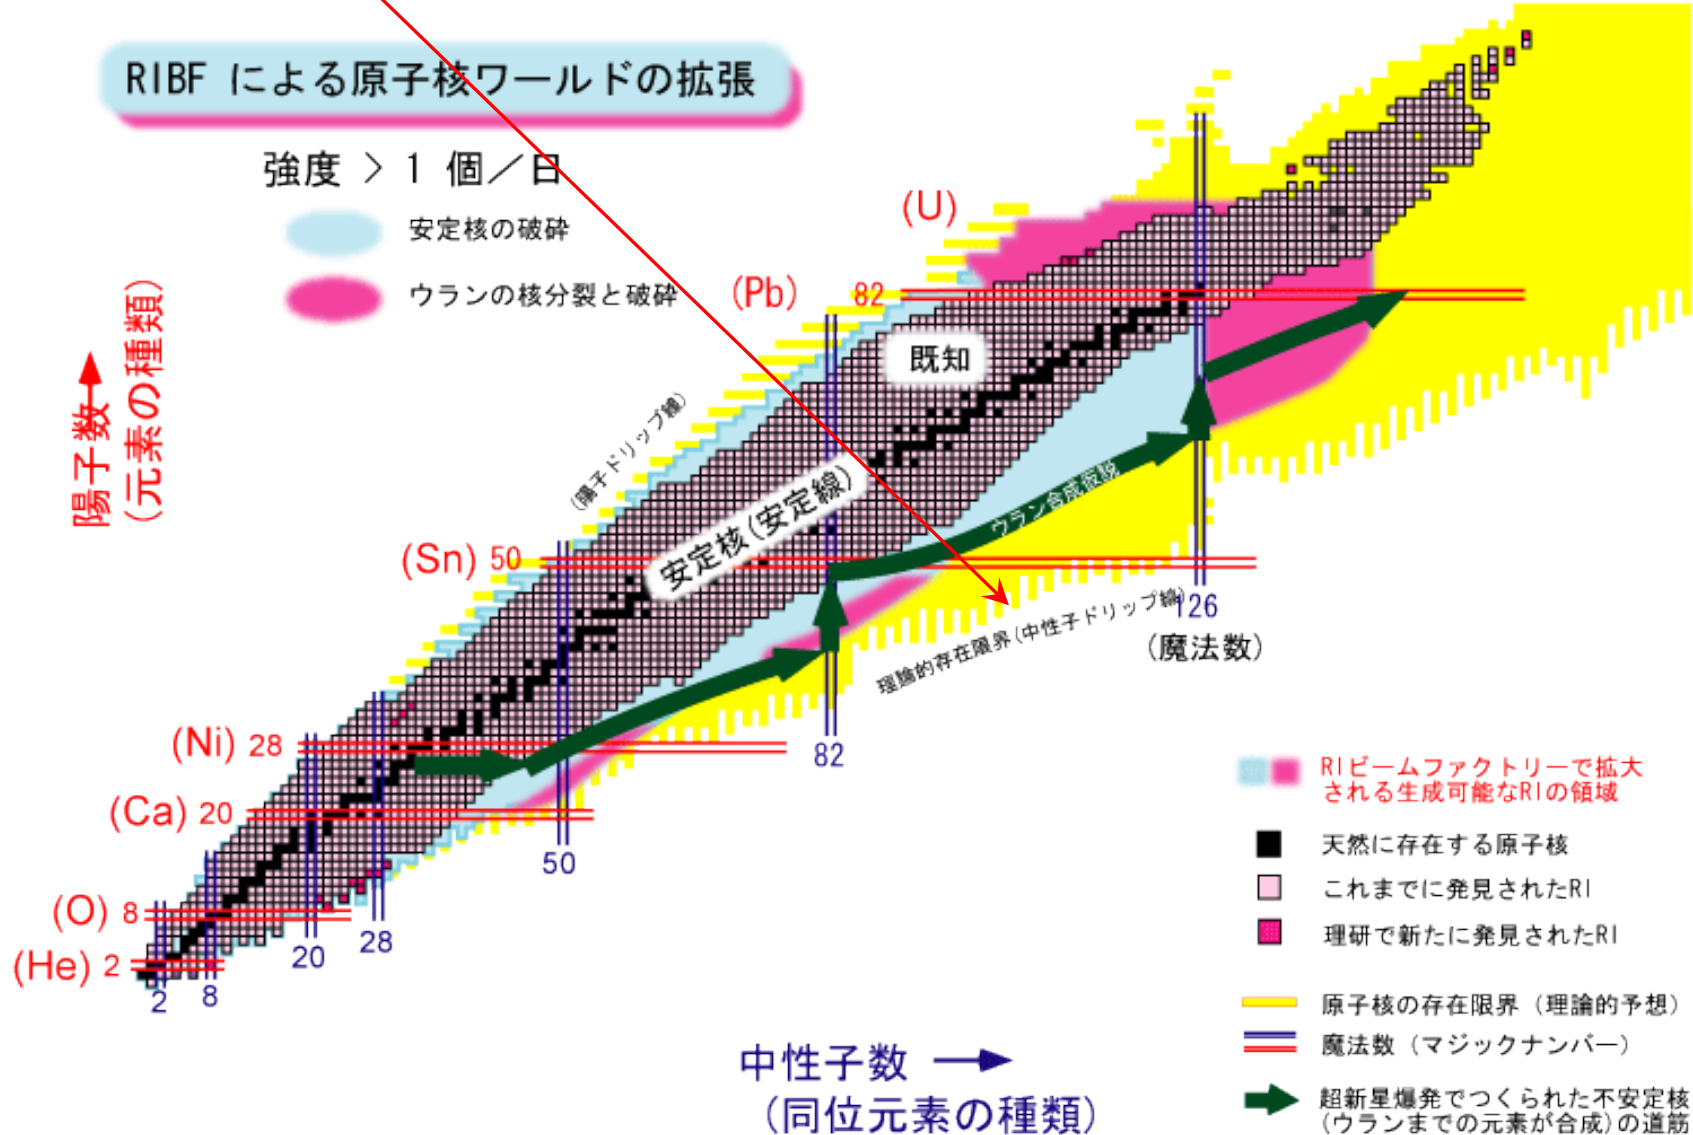 RIBF による原子核ワールドの拡張
強度 > 1 個／日
安定核の破砕
ウランの核分裂と破砕
(U)
(Pb) 82
既知
(陽子ドリップ線)
安定核(安定線)
ウラン合成仮説
(Sn) 50
陽子数
(元素の種類)
126
(魔法数)
理論的存在限界(中性子ドリップ線)
(Ni) 28
82
(Ca) 20
50
(O) 8
28
20
(He) 2
8
2
中性子数
(同位元素の種類)
RIビームファクトリーで拡大
される生成可能なRIの領域
天然に存在する原子核
これまでに発見されたRI
理研で新たに発見されたRI
原子核の存在限界（理論的予想）
魔法数（マジックナンバー）
超新星爆発でつくられた不安定核
(ウランまでの元素が合成)の道筋